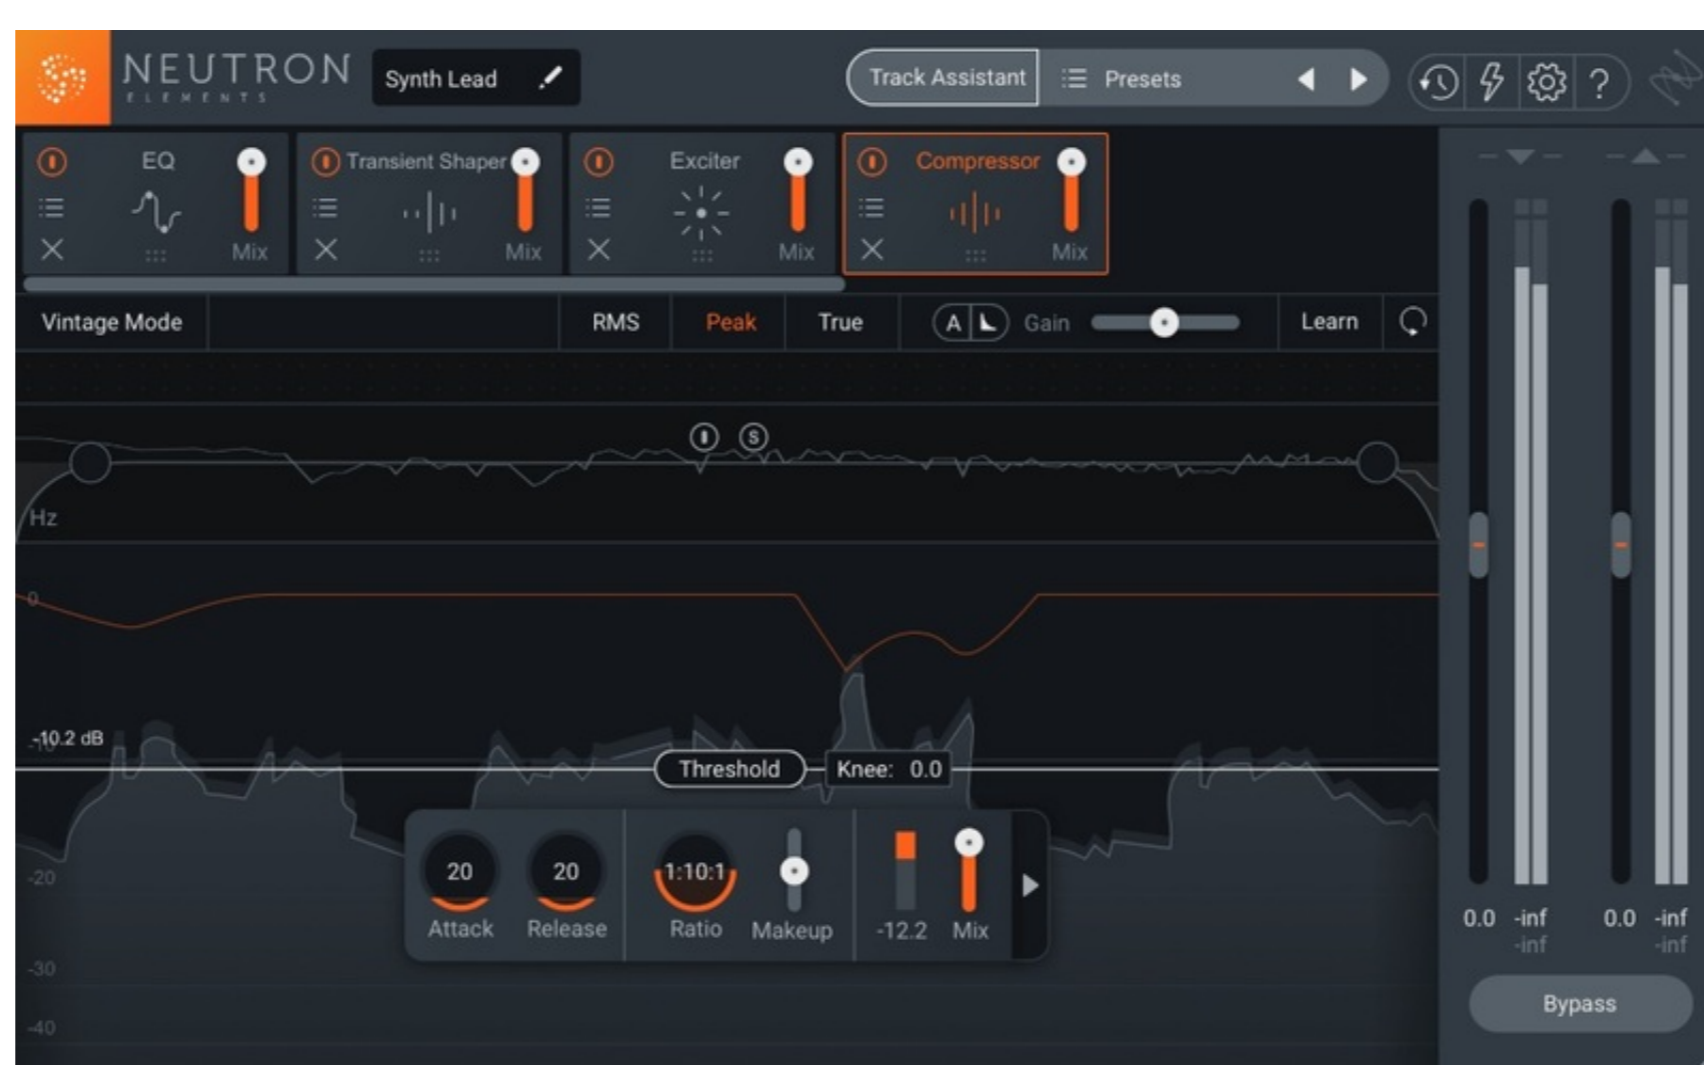 NEUTRON
ELEMENTS
Synth Lead
Track Assistant
Presets
?
EQ
Mix
Transient Shaper
Mix
Exciter
Mix
Compressor
Mix
Vintage Mode
RMS
Peak
True
A
Gain
Learn
S
Hz
0
-10.2 dB
-10
Threshold
Knee: 0.0
20
Attack
20
Release
1:10:1
Ratio
Makeup
-12.2
Mix
-20
-30
-40
0.0 -inf
-inf
0.0 -inf
-inf
Bypass